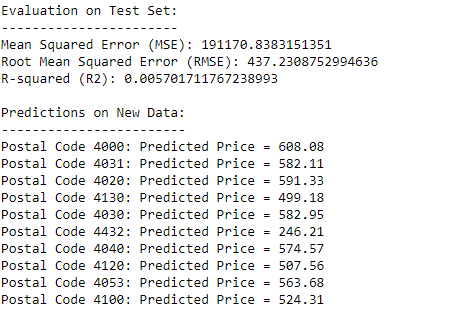 Evaluation on Test Set:
-----------------------
Mean Squared Error (MSE): 191170.8383151351
Root Mean Squared Error (RMSE): 437.2308752994636
R-squared (R2): 0.005701711767238993
Predictions on New Data:
------------------------
Postal Code 4000: Predicted Price = 608.08
Postal Code 4031: Predicted Price = 582.11
Postal Code 4020: Predicted Price = 591.33
Postal Code 4130: Predicted Price = 499.18
Postal Code 4030: Predicted Price = 582.95
Postal Code 4432: Predicted Price = 246.21
Postal Code 4040: Predicted Price = 574.57
Postal Code 4120: Predicted Price = 507.56
Postal Code 4053: Predicted Price = 563.68
Postal Code 4100: Predicted Price = 524.31